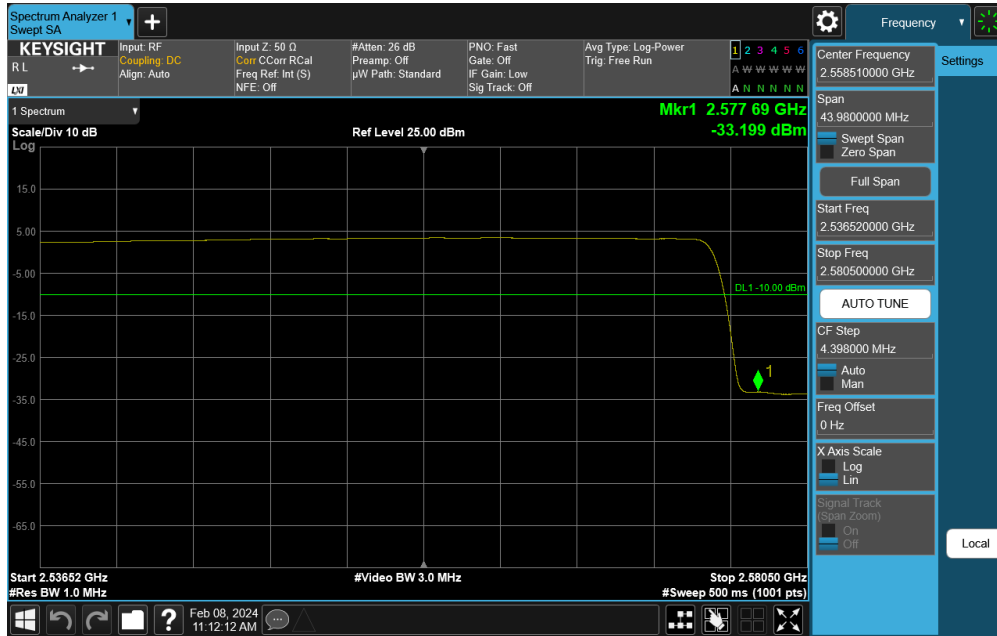 Spectrum Analyzer 1
Swept SA
Frequency
KEYSIGHT
R L
LXI
Input: RF
Coupling: DC
Align: Auto
Input Z: 50 Ω
Corr CCorr RCal
Freq Ref: Int (S)
NFE: Off
#Atten: 26 dB
Preamp: Off
µW Path: Standard
PNO: Fast
Gate: Off
IF Gain: Low
Sig Track: Off
Avg Type: Log-Power
Trig: Free Run
1 2 3 4 5 6
A W W W W W
A N N N N N
1 Spectrum
Mkr1 2.577 69 GHz
Scale/Div 10 dB
Ref Level 25.00 dBm
-33.199 dBm
Log
15.0
5.00
-5.00
DL1 -10.00 dBm
-15.0
-25.0
1
-35.0
-45.0
-55.0
-65.0
Start 2.53652 GHz
#Video BW 3.0 MHz
Stop 2.58050 GHz
#Res BW 1.0 MHz
#Sweep 500 ms (1001 pts)
Center Frequency
2.558510000 GHz
Settings
Span
43.9800000 MHz
Swept Span
Zero Span
Full Span
Start Freq
2.536520000 GHz
Stop Freq
2.580500000 GHz
AUTO TUNE
CF Step
4.398000 MHz
Auto
Man
Freq Offset
0 Hz
X Axis Scale
Log
Lin
Signal Track
(Span Zoom)
On
Off
Local
?
Feb 08, 2024
11:12:12 AM